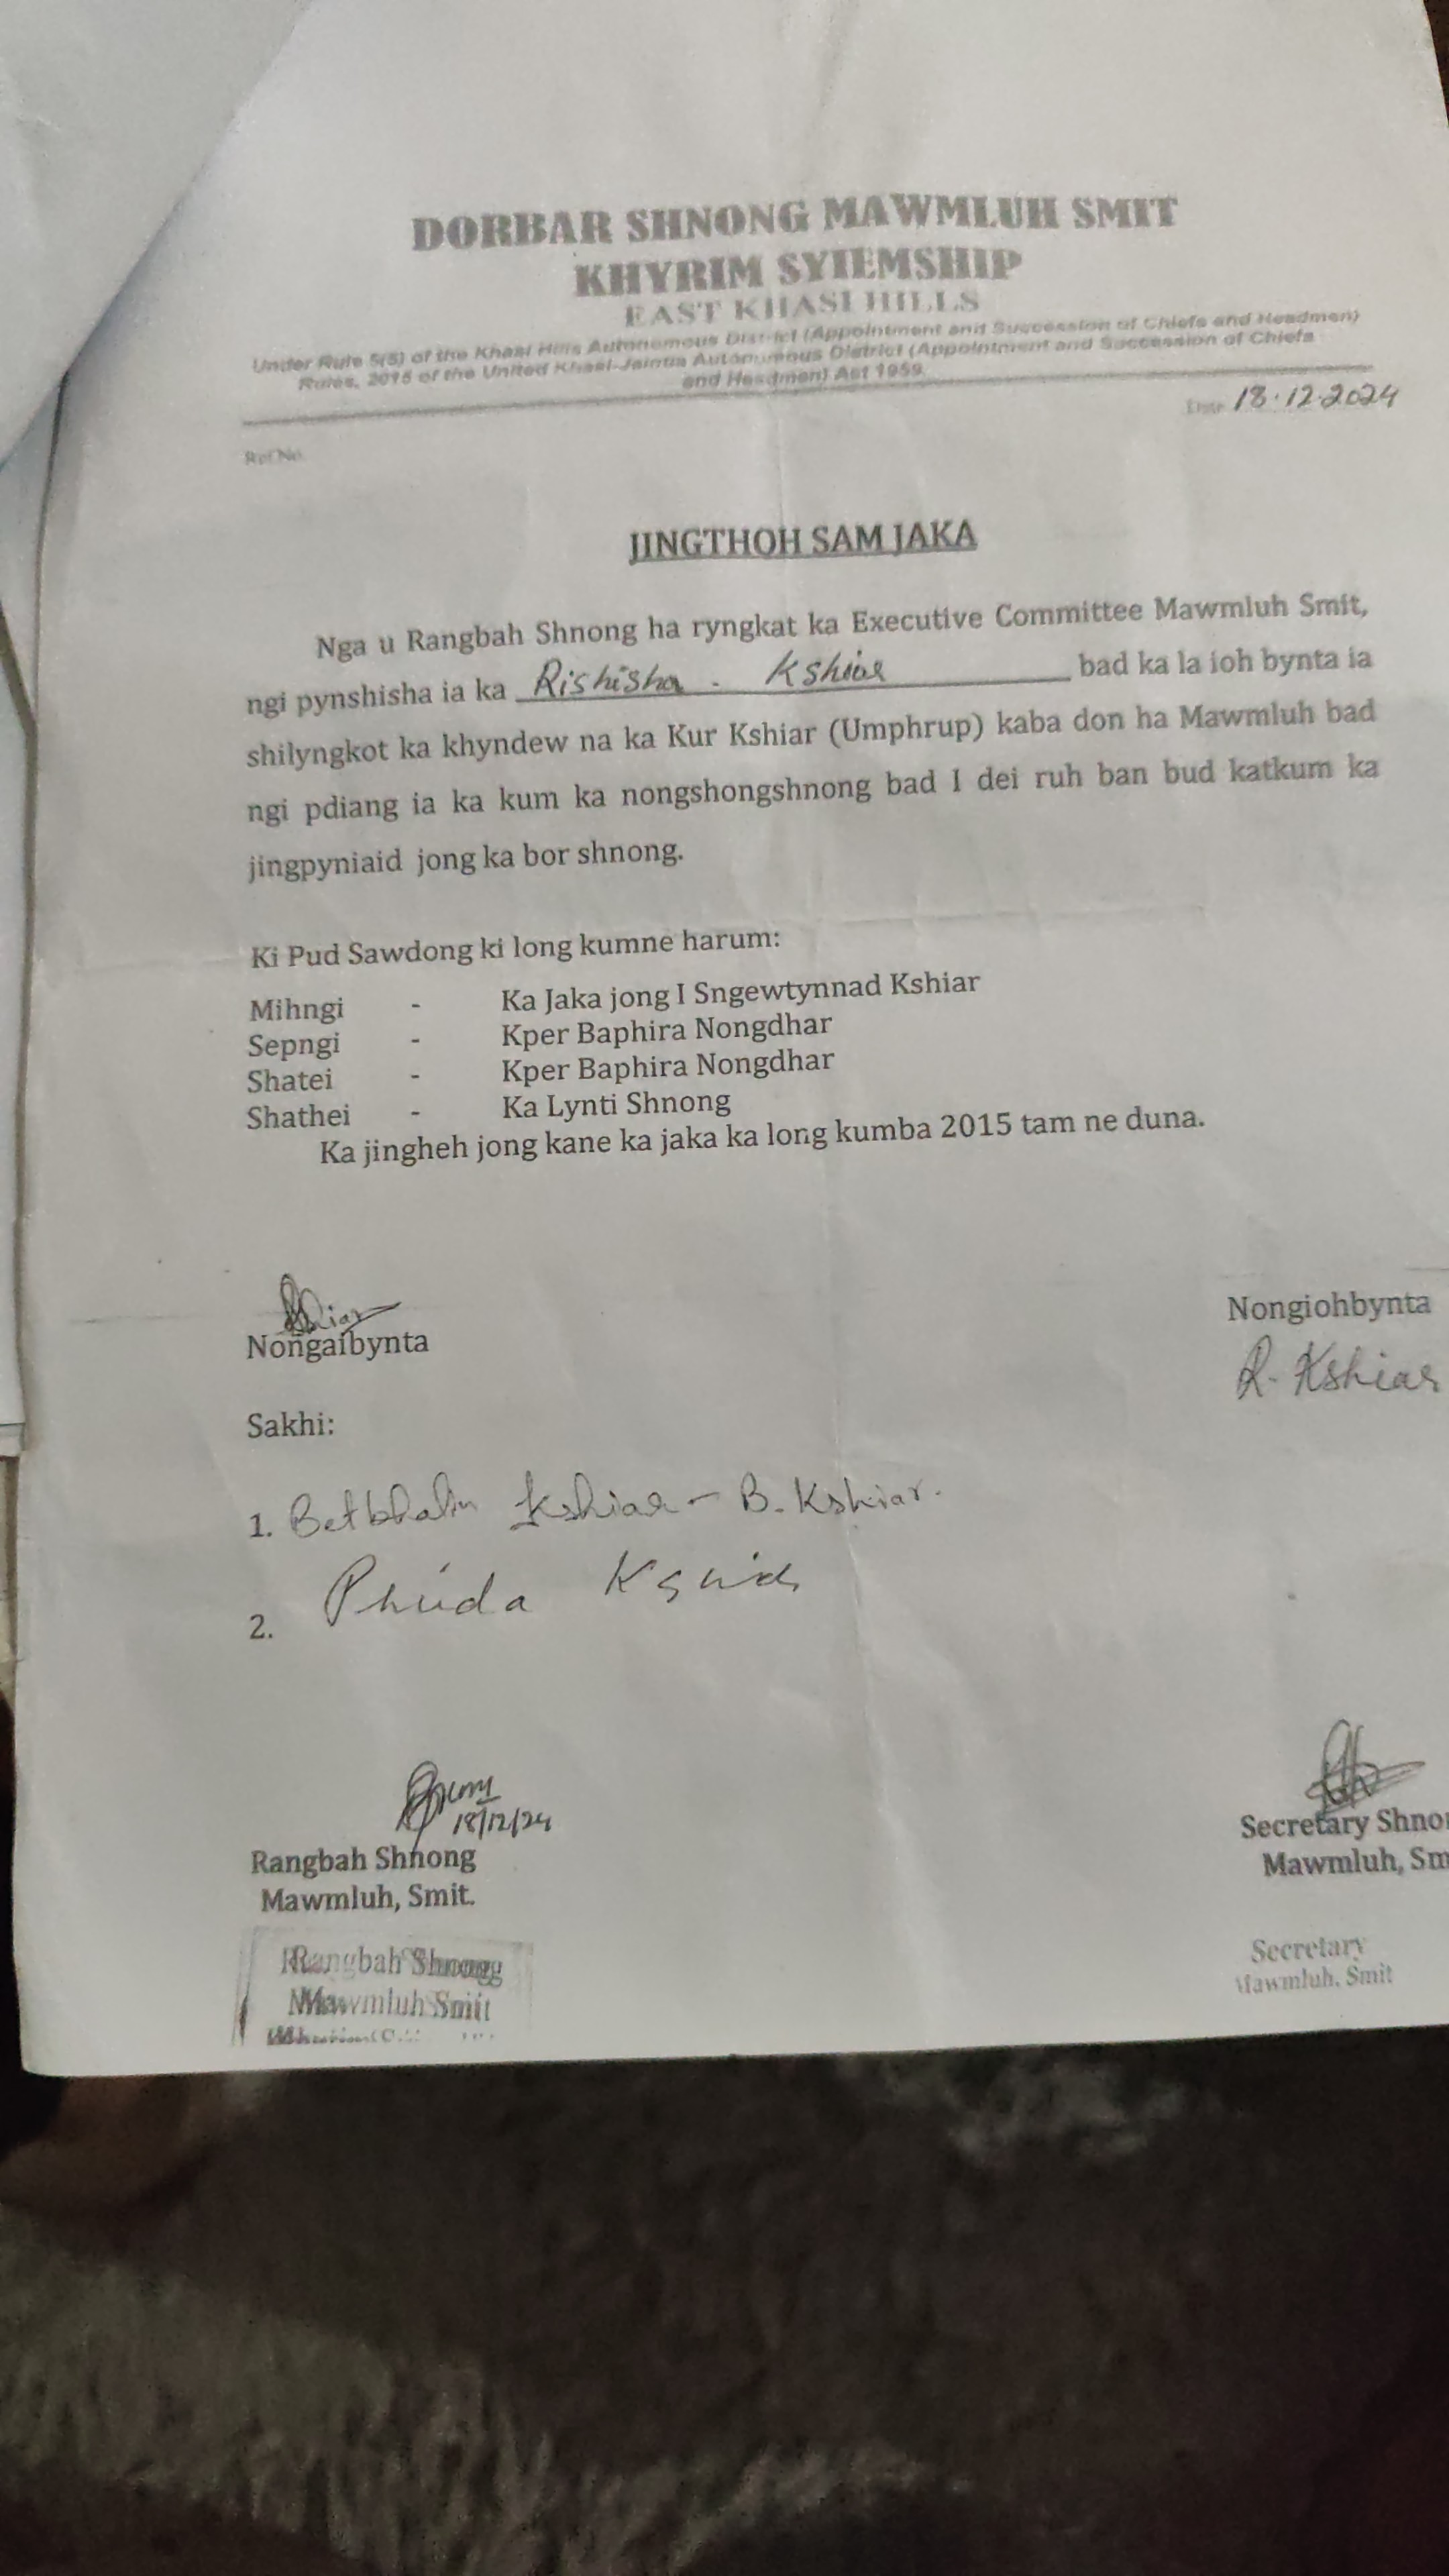 DORBAR SHNONG MAWMLUH SMIT
KHYRIM SYIEMSHIP
EAST KHASI HILLS
Under Rule 5(5) of the Khasi Hills Autonomous District (Appointment and Succession of Chiefs and Headmen)
Rules, 2015 of the United Khasi-Jaintia Autonomous District (Appointment and Succession of Chiefs
and Headmen) Act 1959
Date 18.12.2024
Ref No
JINGTHOH SAM JAKA
Nga u Rangbah Shnong ha ryngkat ka Executive Committee Mawmluh Smit,
ngi pynshisha ia ka Rishisha . Kshiar bad ka la ioh bynta ia
shilyngkot ka khyndew na ka Kur Kshiar (Umphrup) kaba don ha Mawmluh bad
ngi pdiang ia ka kum ka nongshongshnong bad I dei ruh ban bud katkum ka
jingpyniaid jong ka bor shnong.
Ki Pud Sawdong ki long kumne harum:
Mihngi - Ka Jaka jong I Sngewtynnad Kshiar
Sepngi - Kper Baphira Nongdhar
Shatei - Kper Baphira Nongdhar
Shathei - Ka Lynti Shnong
Ka jingheh jong kane ka jaka ka long kumba 2015 tam ne duna.
Nongaibynta
Nongiohbynta
R. Kshiar
Sakhi:
1. Betbhalin Kshiar - B. Kshiar.
2. Phida
18/12/24
Rangbah Shnong
Mawmluh, Smit.
Secretary Shno
Mawmluh, Sm
Rangbah Shnong
Mawmluh Smit
Secretary
Mawmluh, Smit